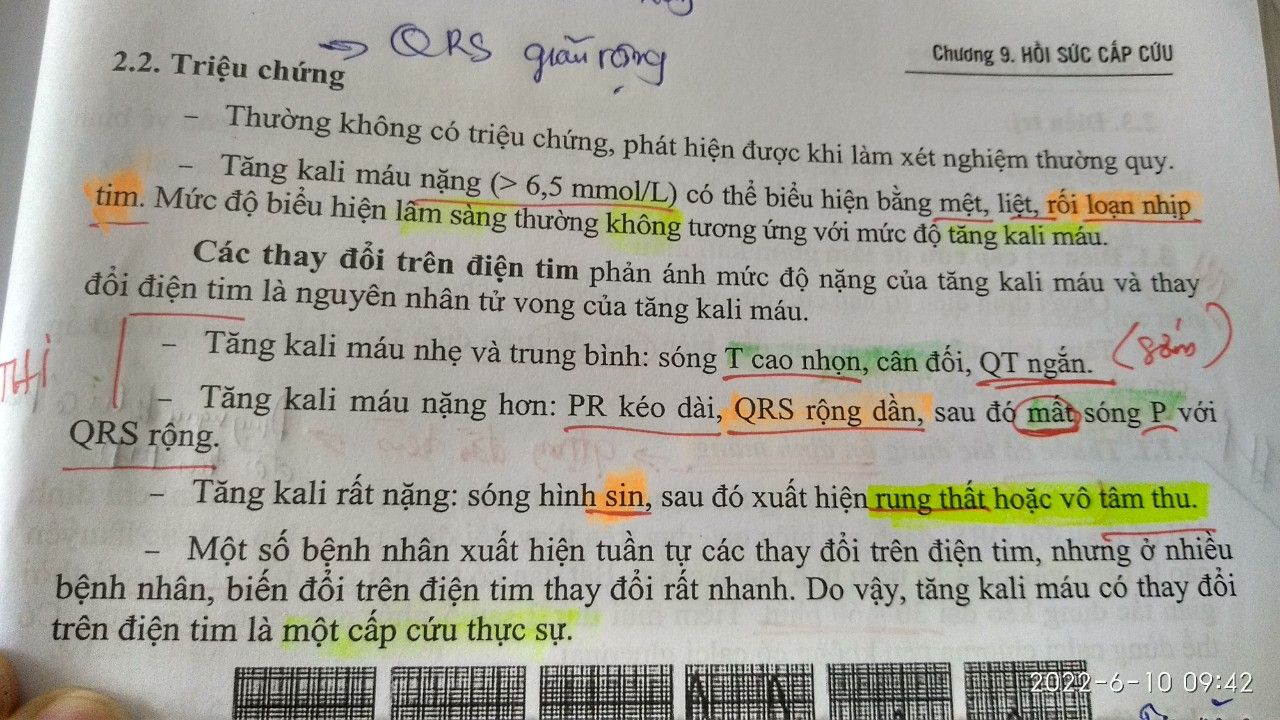 → QRS giãn rộng
Chương 9. HỒI SỨC CẤP CỨU
2.2. Triệu chứng
– Thường không có triệu chứng, phát hiện được khi làm xét nghiệm thường quy.
– Tăng kali máu nặng (> 6,5 mmol/L) có thể biểu hiện bằng mệt, liệt, rối loạn nhịp
tim. Mức độ biểu hiện lâm sàng thường không tương ứng với mức độ tăng kali máu.
Các thay đổi trên điện tim phản ánh mức độ nặng của tăng kali máu và thay
đổi điện tim là nguyên nhân tử vong của tăng kali máu.
– Tăng kali máu nhẹ và trung bình: sóng T cao nhọn, cân đối, QT ngắn. (sớm)
THI
– Tăng kali máu nặng hơn: PR kéo dài, QRS rộng dần, sau đó mất sóng P với
QRS rộng.
– Tăng kali rất nặng: sóng hình sin, sau đó xuất hiện rung thất hoặc vô tâm thu.
– Một số bệnh nhân xuất hiện tuần tự các thay đổi trên điện tim, nhưng ở nhiều
bệnh nhân, biến đổi trên điện tim thay đổi rất nhanh. Do vậy, tăng kali máu có thay đổi
trên điện tim là một cấp cứu thực sự.
2022-6-10 09:42